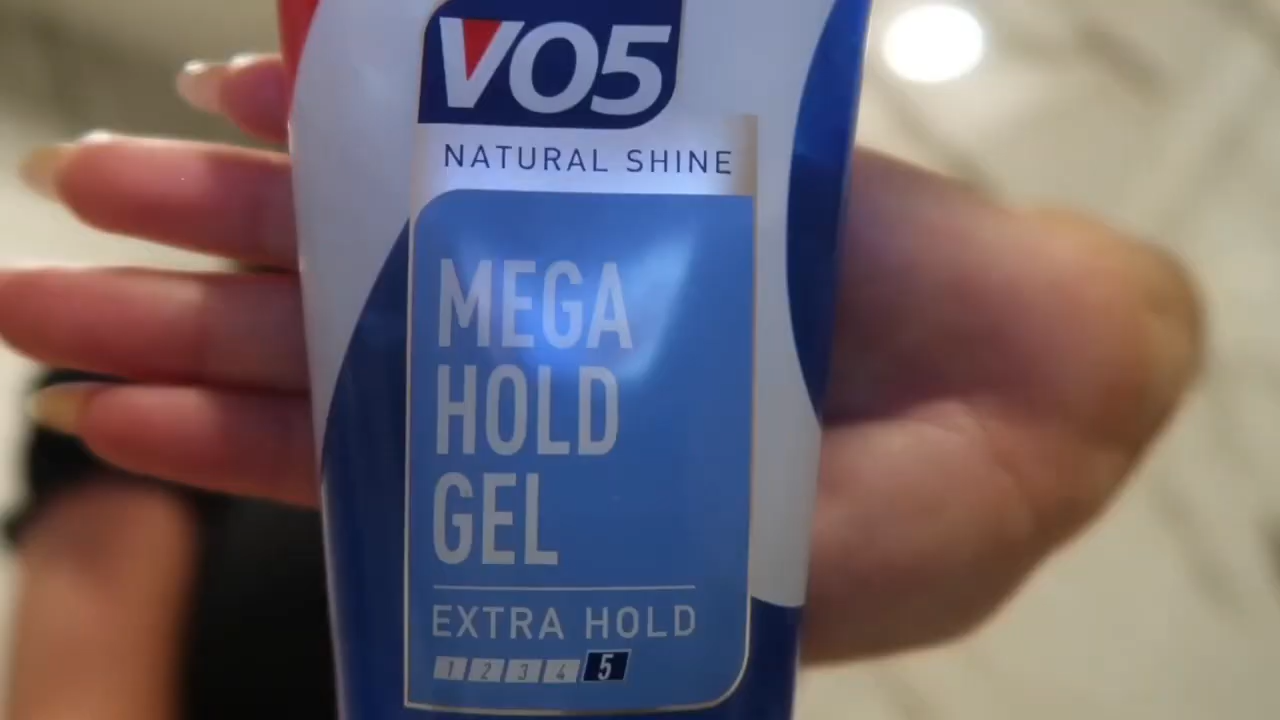 VO5
NATURAL SHINE
MEGA
HOLD
GEL
EXTRA HOLD
1 2 3 4 5